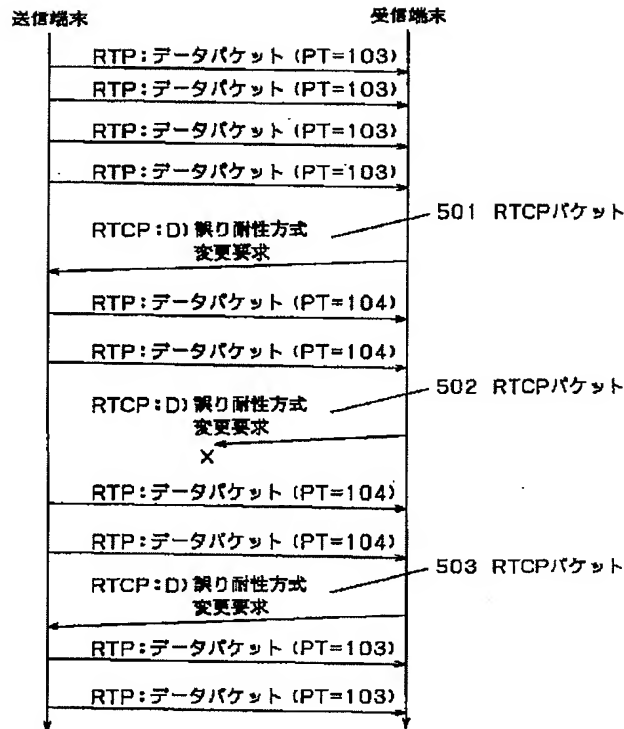 送信端末
受信端末
RTP:データパケット (PT=103)
RTP:データパケット (PT=103)
RTP:データパケット (PT=103)
RTP:データパケット (PT=103)
501 RTCPパケット
RTCP:D)誤り耐性方式
変更要求
RTP:データパケット (PT=104)
RTP:データパケット (PT=104)
502 RTCPパケット
RTCP:D)誤り耐性方式
変更要求
×
RTP:データパケット (PT=104)
RTP:データパケット (PT=104)
503 RTCPパケット
RTCP:D)誤り耐性方式
変更要求
RTP:データパケット (PT=103)
RTP:データパケット (PT=103)